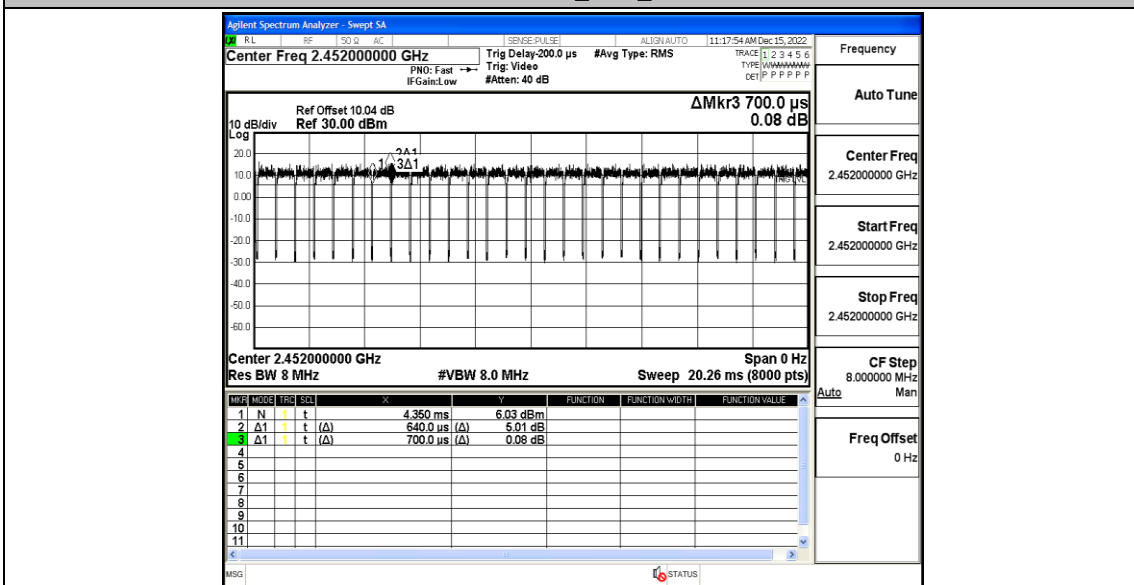 Agilent Spectrum Analyzer - Swept SA
RL RF 50 Ω AC SENSE:PULSE ALIGN AUTO 11:17:54 AM Dec 15, 2022
Center Freq 2.452000000 GHz
PNO: Fast
IFGain:Low
Trig Delay-200.0 µs
Trig: Video
#Atten: 40 dB
#Avg Type: RMS
TRACE 1 2 3 4 5 6
TYPE
DET P P P P P P
ΔMkr3 700.0 µs
0.08 dB
Ref Offset 10.04 dB
10 dB/div Ref 30.00 dBm
Log
20.0
10.0
0.00
-10.0
-20.0
-30.0
-40.0
-50.0
-60.0
1
2Δ1
3Δ1
Center 2.452000000 GHz Span 0 Hz
Res BW 8 MHz #VBW 8.0 MHz Sweep 20.26 ms (8000 pts)
MKR MODE TRC SCL X Y FUNCTION FUNCTION WIDTH FUNCTION VALUE
1 N 1 t 4.350 ms 6.03 dBm
2 Δ1 1 t (Δ) 640.0 µs (Δ) 5.01 dB
3 Δ1 1 t (Δ) 700.0 µs (Δ) 0.08 dB
4
5
6
7
8
9
10
11
MSG STATUS
Frequency
Auto Tune
Center Freq
2.452000000 GHz
Start Freq
2.452000000 GHz
Stop Freq
2.452000000 GHz
CF Step
8.000000 MHz
Auto Man
Freq Offset
0 Hz